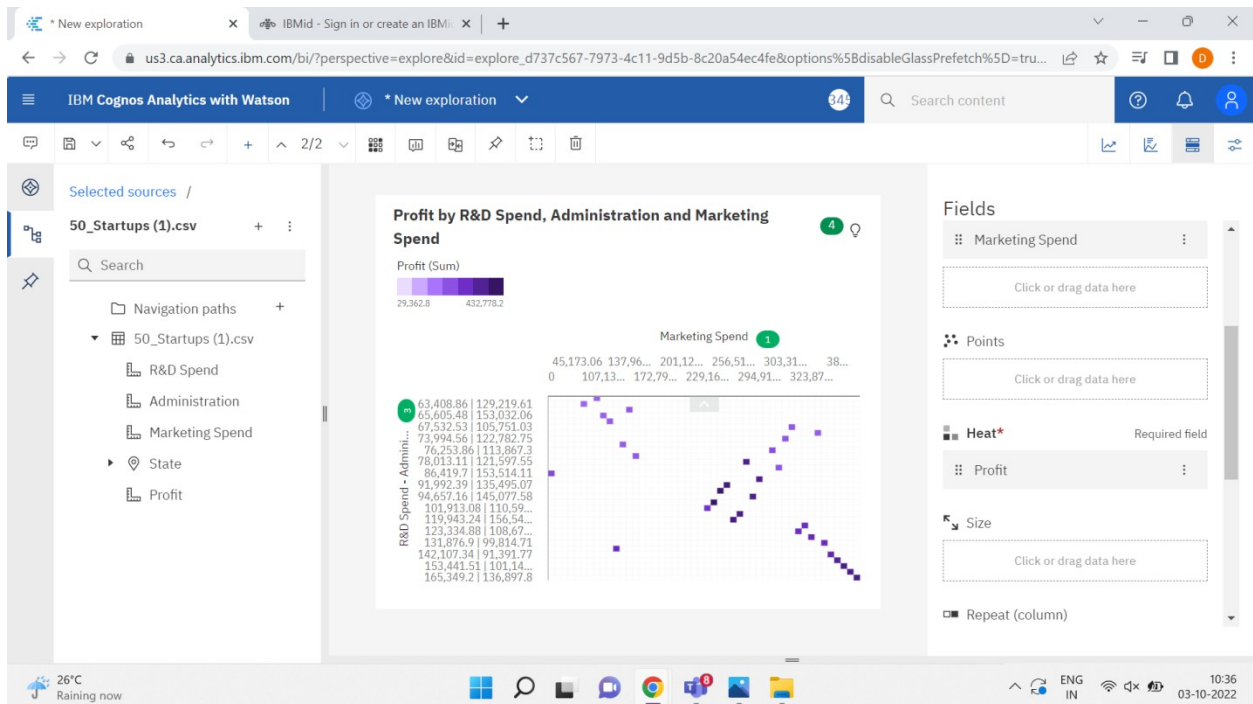 * New exploration
IBMid - Sign in or create an IBMi
us3.ca.analytics.ibm.com/bi/?perspective=explore&id=explore_d737c567-7973-4c11-9d5b-8c20a54ec4fe&options%5BdisableGlassPrefetch%5D=tru...
D
IBM Cognos Analytics with Watson
* New exploration
345
Search content
2/2
Selected sources /
50_Startups (1).csv
Search
Navigation paths
50_Startups (1).csv
R&D Spend
Administration
Marketing Spend
State
Profit
Profit by R&D Spend, Administration and Marketing
Spend
4
Profit (Sum)
29,362.8 432,778.2
Marketing Spend 1
45,173.06 137,96... 201,12... 256,51... 303,31... 38...
0 107,13... 172,79... 229,16... 294,91... 323,87...
3
R&D Spend - Admini...
63,408.86 | 129,219.61
65,605.48 | 153,032.06
67,532.53 | 105,751.03
73,994.56 | 122,782.75
76,253.86 | 113,867.3
78,013.11 | 121,597.55
86,419.7 | 153,514.11
91,992.39 | 135,495.07
94,657.16 | 145,077.58
101,913.08 | 110,59...
119,943.24 | 156,54...
123,334.88 | 108,67...
131,876.9 | 99,814.71
142,107.34 | 91,391.77
153,441.51 | 101,14...
165,349.2 | 136,897.8
Fields
Marketing Spend
Click or drag data here
Points
Click or drag data here
Heat* Required field
Profit
Size
Click or drag data here
Repeat (column)
26°C
Raining now
8
ENG
IN
10:36
03-10-2022